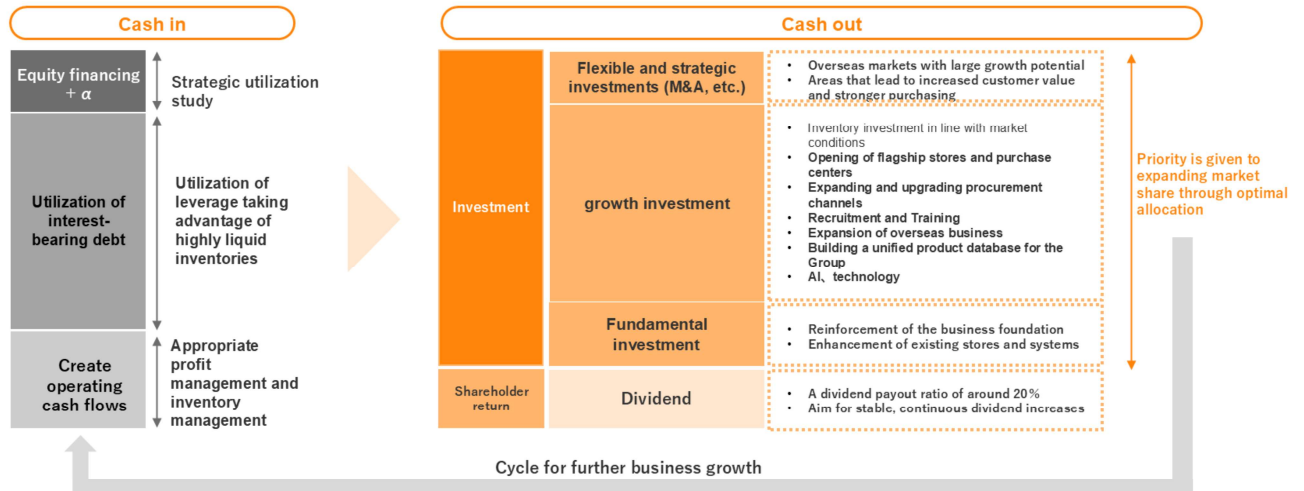 Cash in
Equity financing
+ α
Strategic utilization
study
Utilization of
interest-
bearing debt
Utilization of
leverage taking
advantage of
highly liquid
inventories
Create
operating
cash flows
Appropriate
profit
management and
inventory
management
Cash out
Investment
Flexible and strategic
investments (M&A, etc.)
• Overseas markets with large growth potential
• Areas that lead to increased customer value
and stronger purchasing
growth investment
• Inventory investment in line with market
conditions
• Opening of flagship stores and purchase
centers
• Expanding and upgrading procurement
channels
• Recruitment and Training
• Expansion of overseas business
• Building a unified product database for the
Group
• AI、technology
Fundamental
investment
• Reinforcement of the business foundation
• Enhancement of existing stores and systems
Shareholder
return
Dividend
• A dividend payout ratio of around 20%
• Aim for stable, continuous dividend increases
Priority is given to
expanding market
share through optimal
allocation
Cycle for further business growth